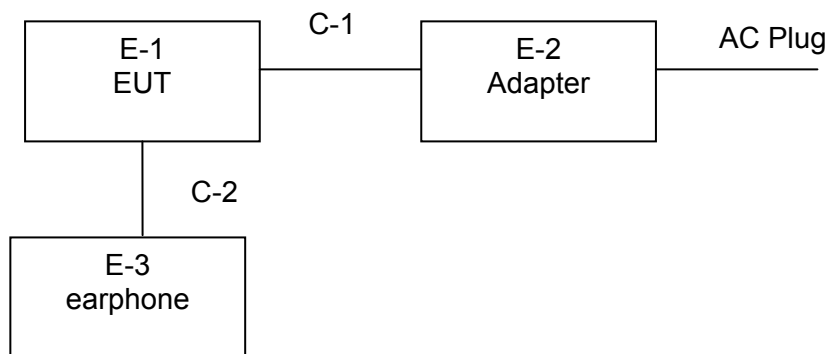 E-1
EUT
C-1
E-2
Adapter
AC Plug
C-2
E-3
earphone